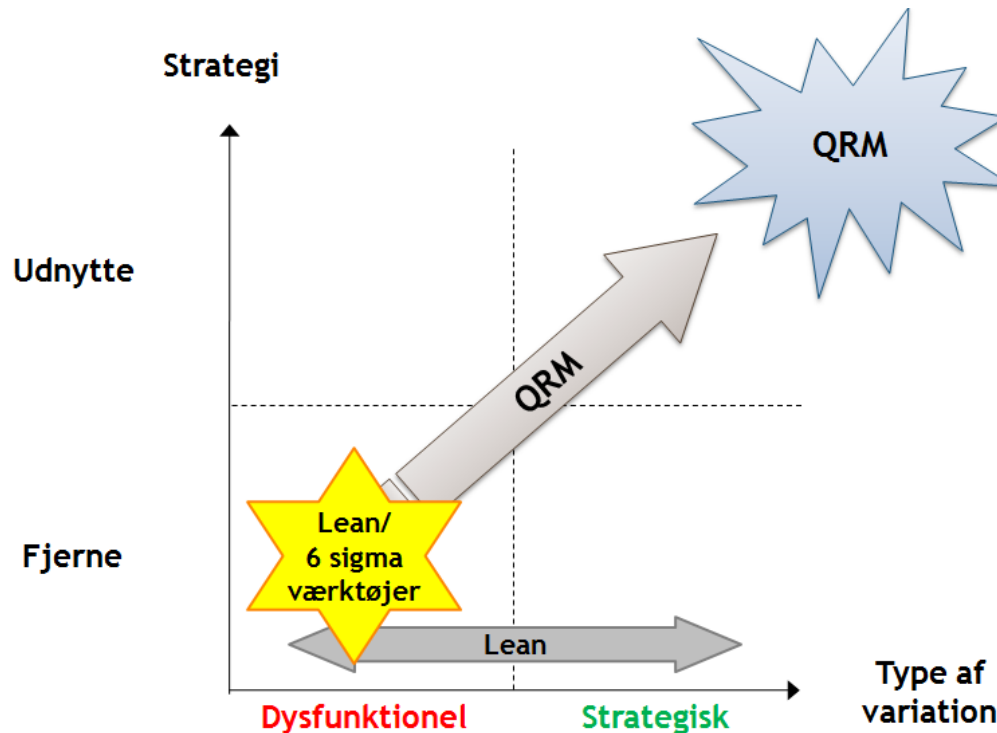 Strategi
QRM
Udnytte
QRM
Fjerne
Lean/
6 sigma
værktøjer
Lean
Dysfunktionel
Strategisk
Type af
variation